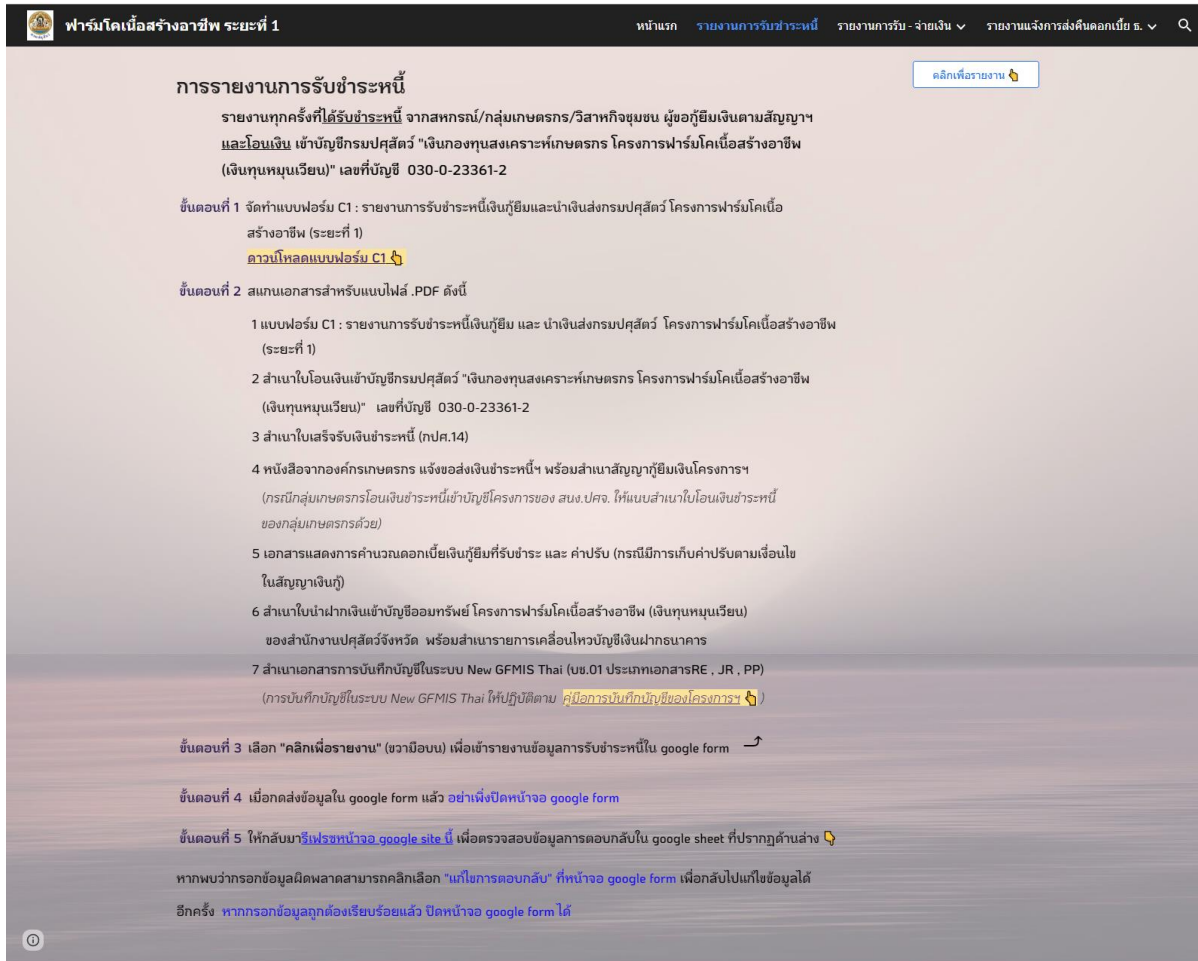 ฟาร์มโคเนื้อสร้างอาชีพ ระยะที่ 1
หน้าแรก รายงานการรับชำระหนี้ รายงานการรับ - จ่ายเงิน รายงานแจ้งการส่งคืนดอกเบี้ย ธ.
คลิกเพื่อรายงาน
การรายงานการรับชำระหนี้
รายงานทุกครั้งที่ได้รับชำระหนี้ จากสหกรณ์/กลุ่มเกษตรกร/วิสาหกิจชุมชน ผู้ขอกู้ยืมเงินตามสัญญาฯ
และโอนเงิน เข้าบัญชีกรมปศุสัตว์ "เงินกองทุนสงเคราะห์เกษตรกร โครงการฟาร์มโคเนื้อสร้างอาชีพ
(เงินทุนหมุนเวียน)" เลขที่บัญชี 030-0-23361-2
ขั้นตอนที่ 1 จัดทำแบบฟอร์ม C1 : รายงานการรับชำระหนี้เงินกู้ยืมและนำเงินส่งกรมปศุสัตว์ โครงการฟาร์มโคเนื้อ
สร้างอาชีพ (ระยะที่ 1)
ดาวน์โหลดแบบฟอร์ม C1
ขั้นตอนที่ 2 สแกนเอกสารสำหรับแนบไฟล์ .PDF ดังนี้
1 แบบฟอร์ม C1 : รายงานการรับชำระหนี้เงินกู้ยืม และ นำเงินส่งกรมปศุสัตว์ โครงการฟาร์มโคเนื้อสร้างอาชีพ
(ระยะที่ 1)
2 สำเนาใบโอนเงินเข้าบัญชีกรมปศุสัตว์ "เงินกองทุนสงเคราะห์เกษตรกร โครงการฟาร์มโคเนื้อสร้างอาชีพ
(เงินทุนหมุนเวียน)" เลขที่บัญชี 030-0-23361-2
3 สำเนาใบเสร็จรับเงินชำระหนี้ (กปศ.14)
4 หนังสือจากองค์กรเกษตรกร แจ้งขอส่งเงินชำระหนี้ฯ พร้อมสำเนาสัญญากู้ยืมเงินโครงการฯ
(กรณีกลุ่มเกษตรกรโอนเงินชำระหนี้เข้าบัญชีโครงการของ สนง.ปศจ. ให้แนบสำเนาใบโอนเงินชำระหนี้
ของกลุ่มเกษตรกรด้วย)
5 เอกสารแสดงการคำนวณดอกเบี้ยเงินกู้ยืมที่รับชำระ และ ค่าปรับ (กรณีมีการเก็บค่าปรับตามเงื่อนไข
ในสัญญาเงินกู้)
6 สำเนาใบนำฝากเงินเข้าบัญชีออมทรัพย์ โครงการฟาร์มโคเนื้อสร้างอาชีพ (เงินทุนหมุนเวียน)
ของสำนักงานปศุสัตว์จังหวัด พร้อมสำเนารายการเคลื่อนไหวบัญชีเงินฝากธนาคาร
7 สำเนาเอกสารการบันทึกบัญชีในระบบ New GFMIS Thai (บช.01 ประเภทเอกสารRE , JR , PP)
(การบันทึกบัญชีในระบบ New GFMIS Thai ให้ปฏิบัติตาม คู่มือการบันทึกบัญชีของโครงการฯ )
ขั้นตอนที่ 3 เลือก "คลิกเพื่อรายงาน" (ขวามือบน) เพื่อเข้ารายงานข้อมูลการรับชำระหนี้ใน google form
ขั้นตอนที่ 4 เมื่อกดส่งข้อมูลใน google form แล้ว อย่าเพิ่งปิดหน้าจอ google form
ขั้นตอนที่ 5 ให้กลับมารีเฟรชหน้าจอ google site นี้ เพื่อตรวจสอบข้อมูลการตอบกลับใน google sheet ที่ปรากฏด้านล่าง
หากพบว่ากรอกข้อมูลผิดพลาดสามารถคลิกเลือก "แก้ไขการตอบกลับ" ที่หน้าจอ google form เพื่อกลับไปแก้ไขข้อมูลได้
อีกครั้ง หากกรอกข้อมูลถูกต้องเรียบร้อยแล้ว ปิดหน้าจอ google form ได้